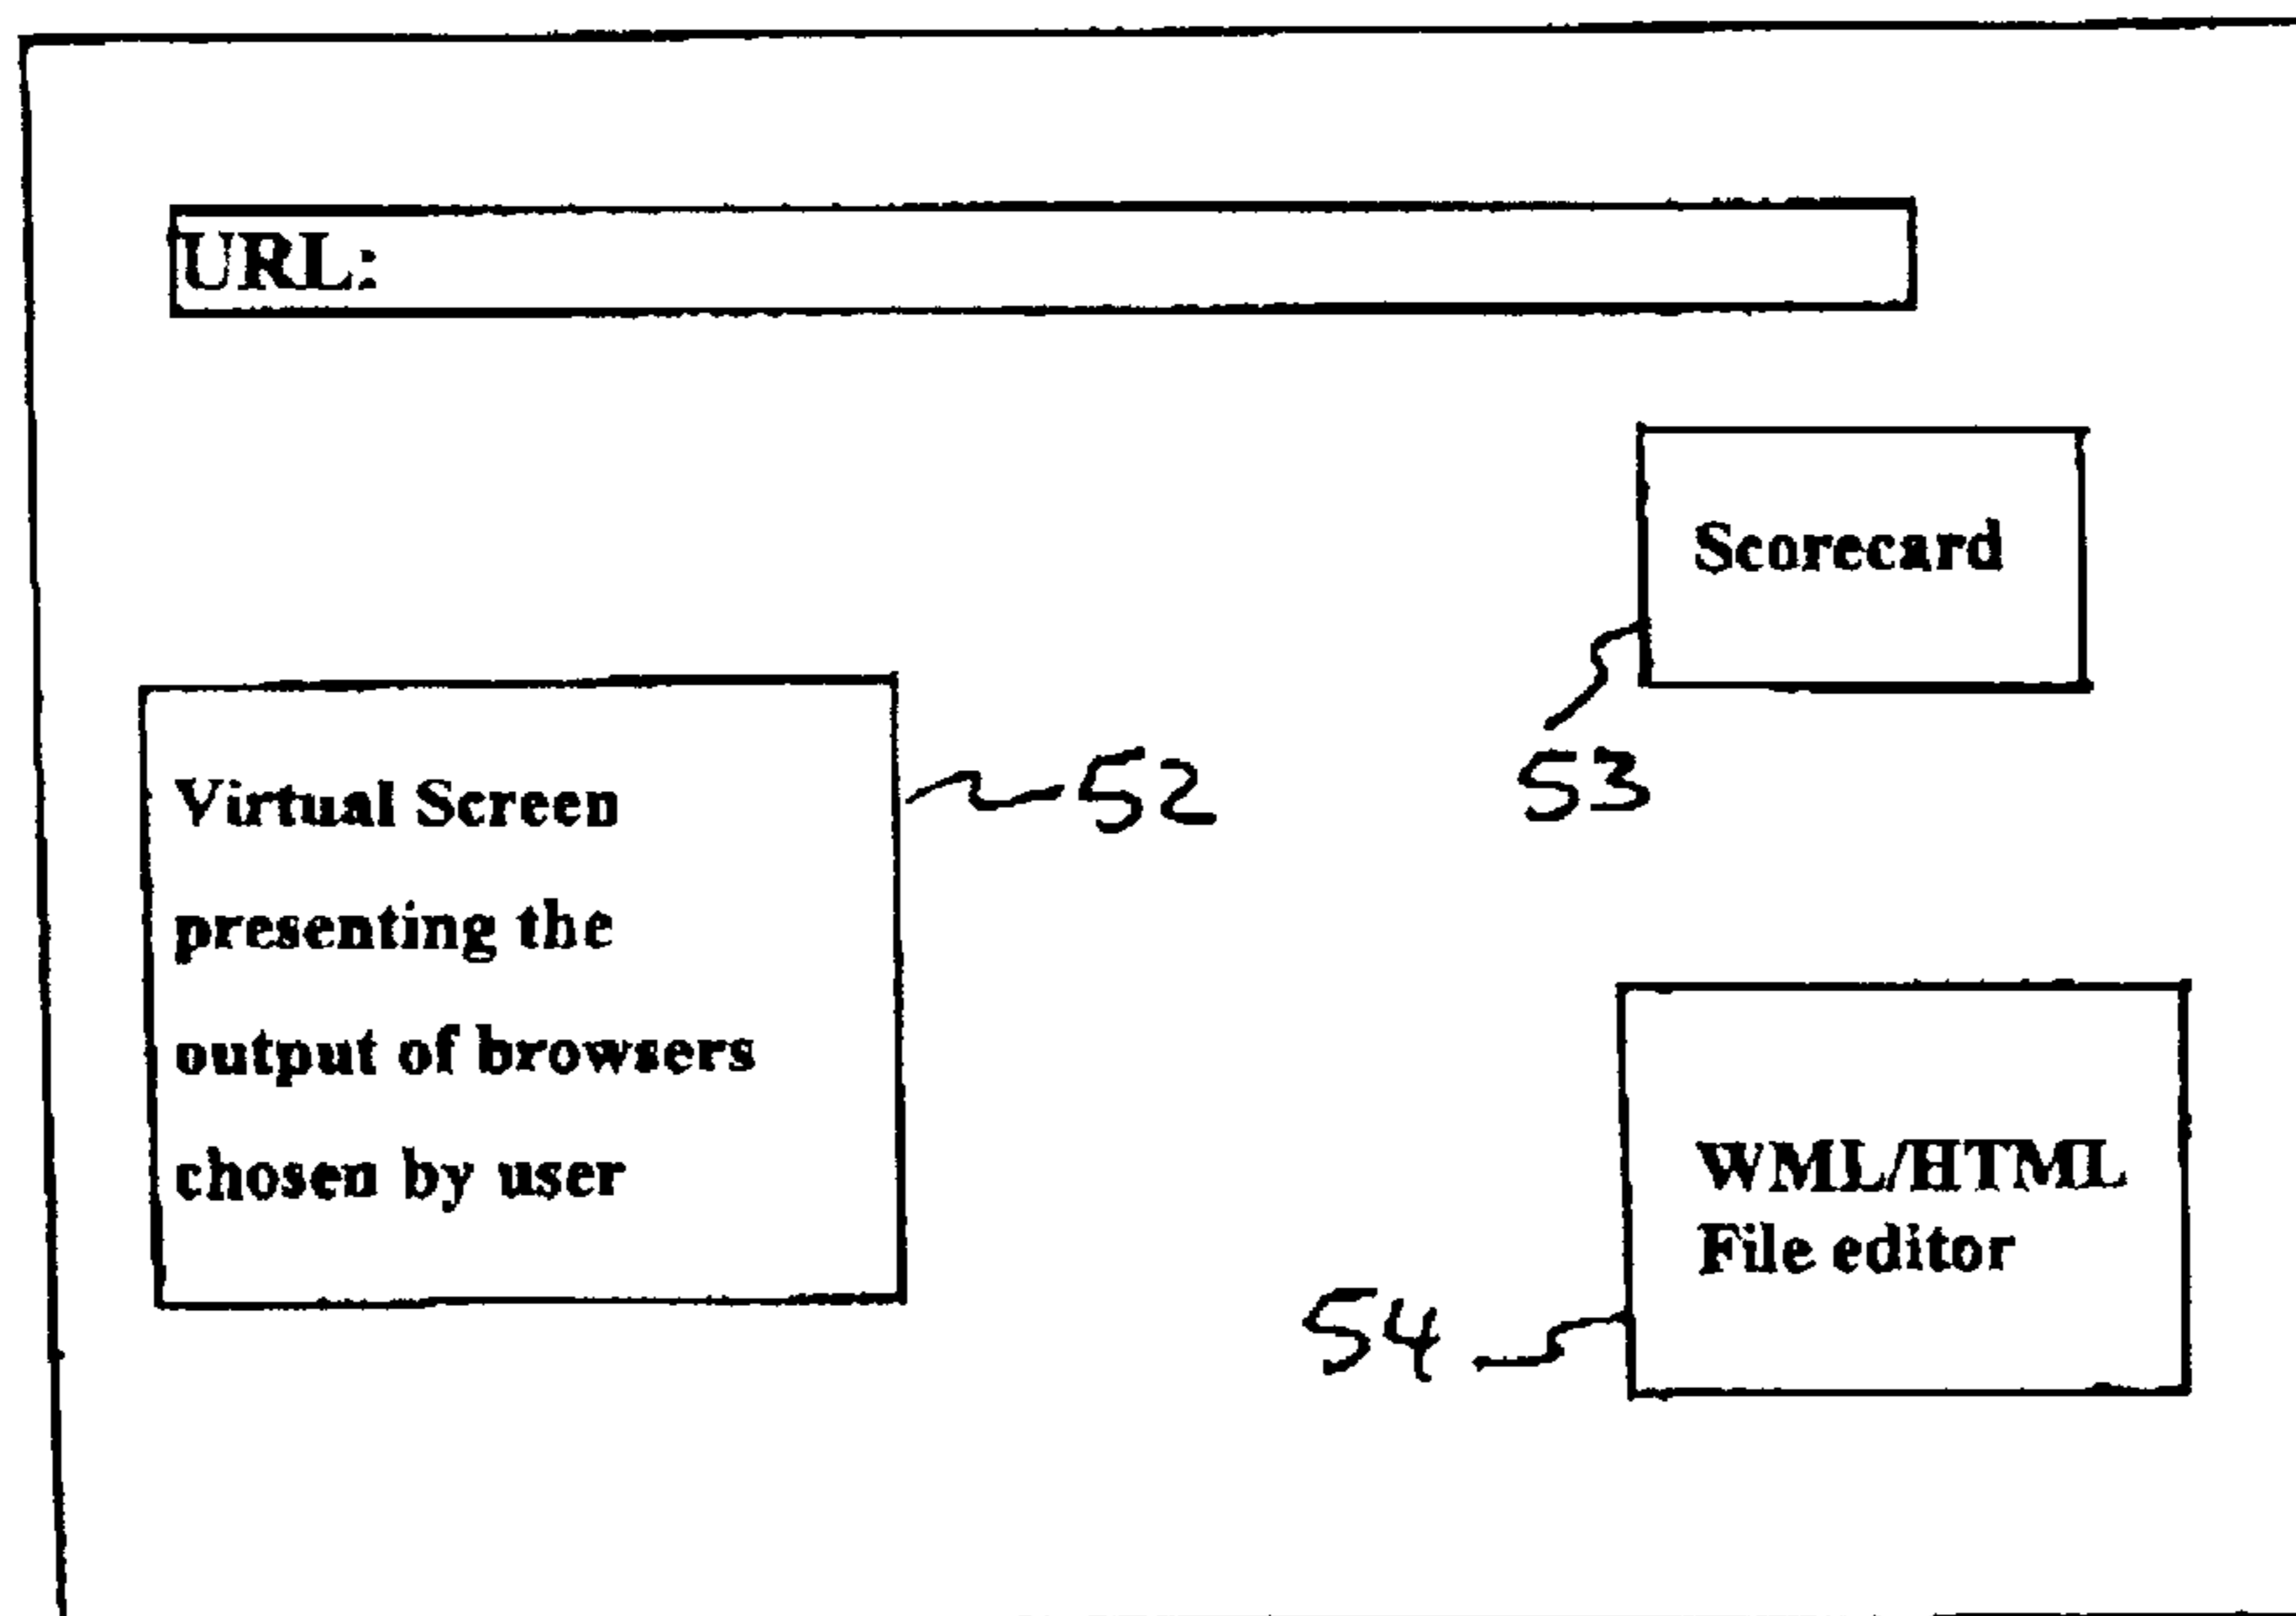 URL:
Scorecard
53
Virtual Screen
presenting the
output of browsers
chosen by user
52
WML/HTML
File editor
54